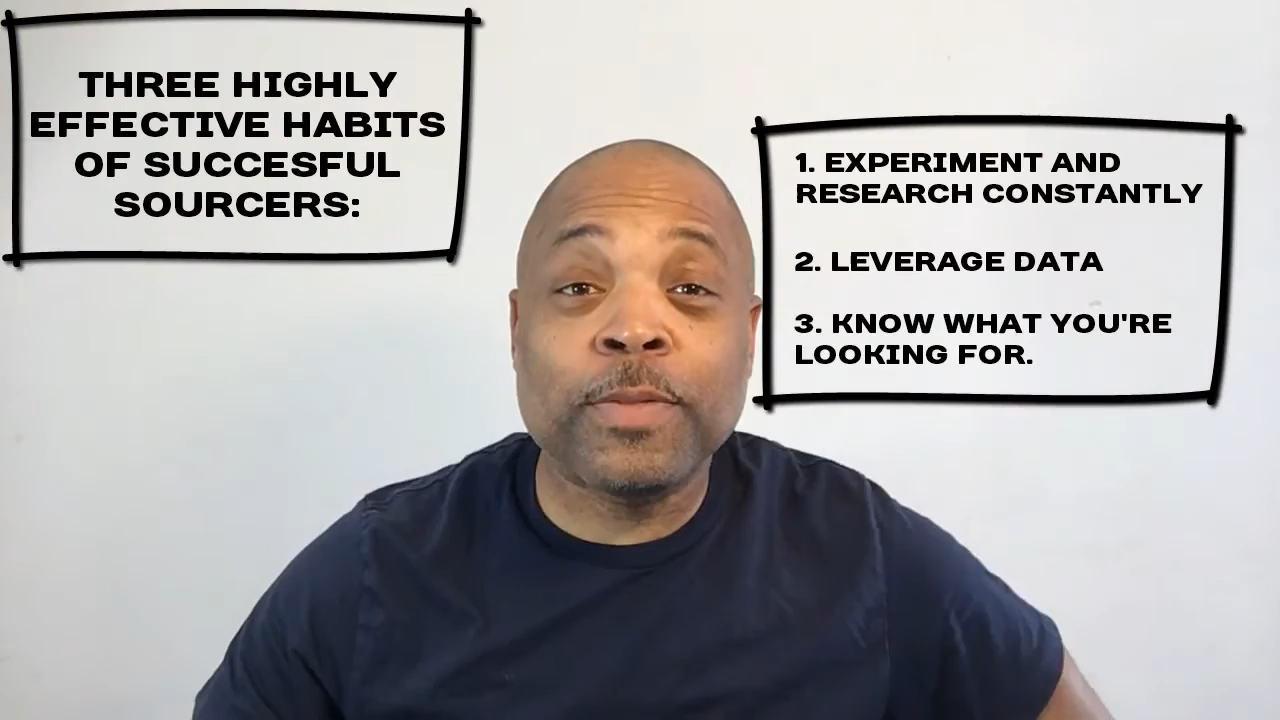 THREE HIGHLY
EFFECTIVE HABITS
OF SUCCESFUL
SOURCERS:
1. EXPERIMENT AND
RESEARCH CONSTANTLY
2. LEVERAGE DATA
3. KNOW WHAT YOU'RE
LOOKING FOR.